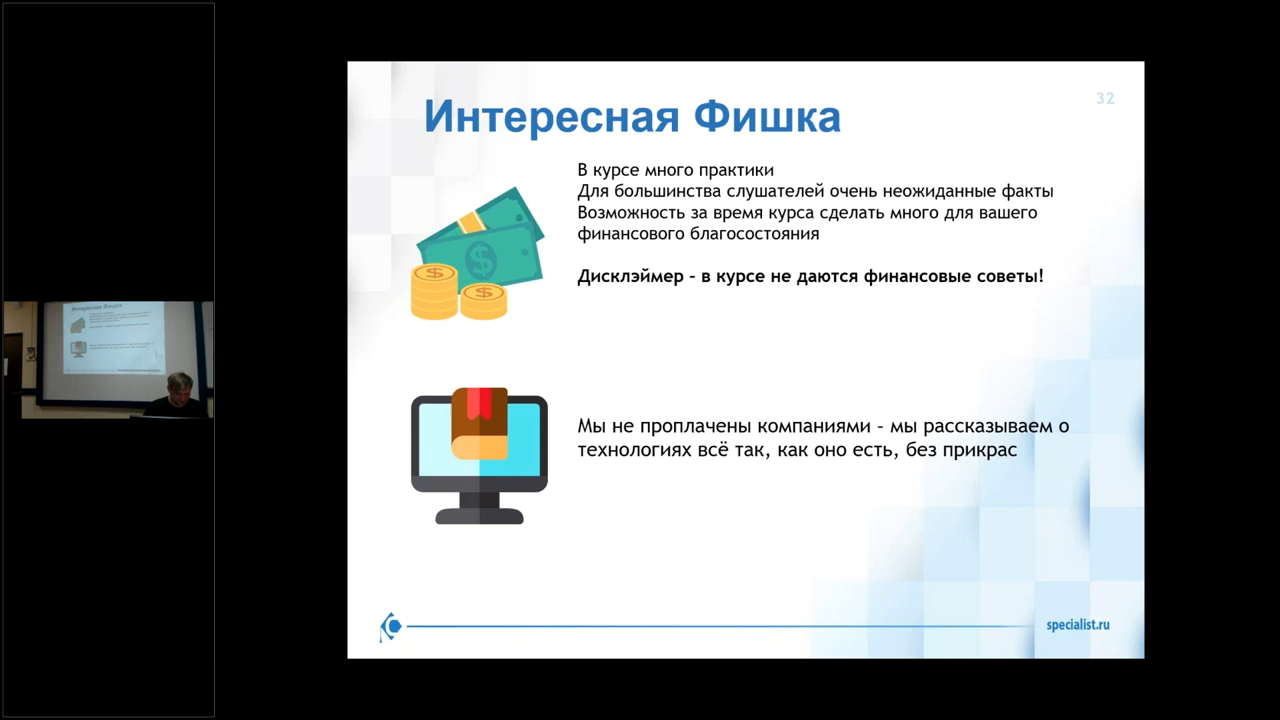 Интересная Фишка
32
В курсе много практики
Для большинства слушателей очень неожиданные факты
Возможность за время курса сделать много для вашего
финансового благосостояния
Дисклэймер - в курсе не даются финансовые советы!
Мы не проплачены компаниями - мы рассказываем о
технологиях всё так, как оно есть, без прикрас
specialist.ru